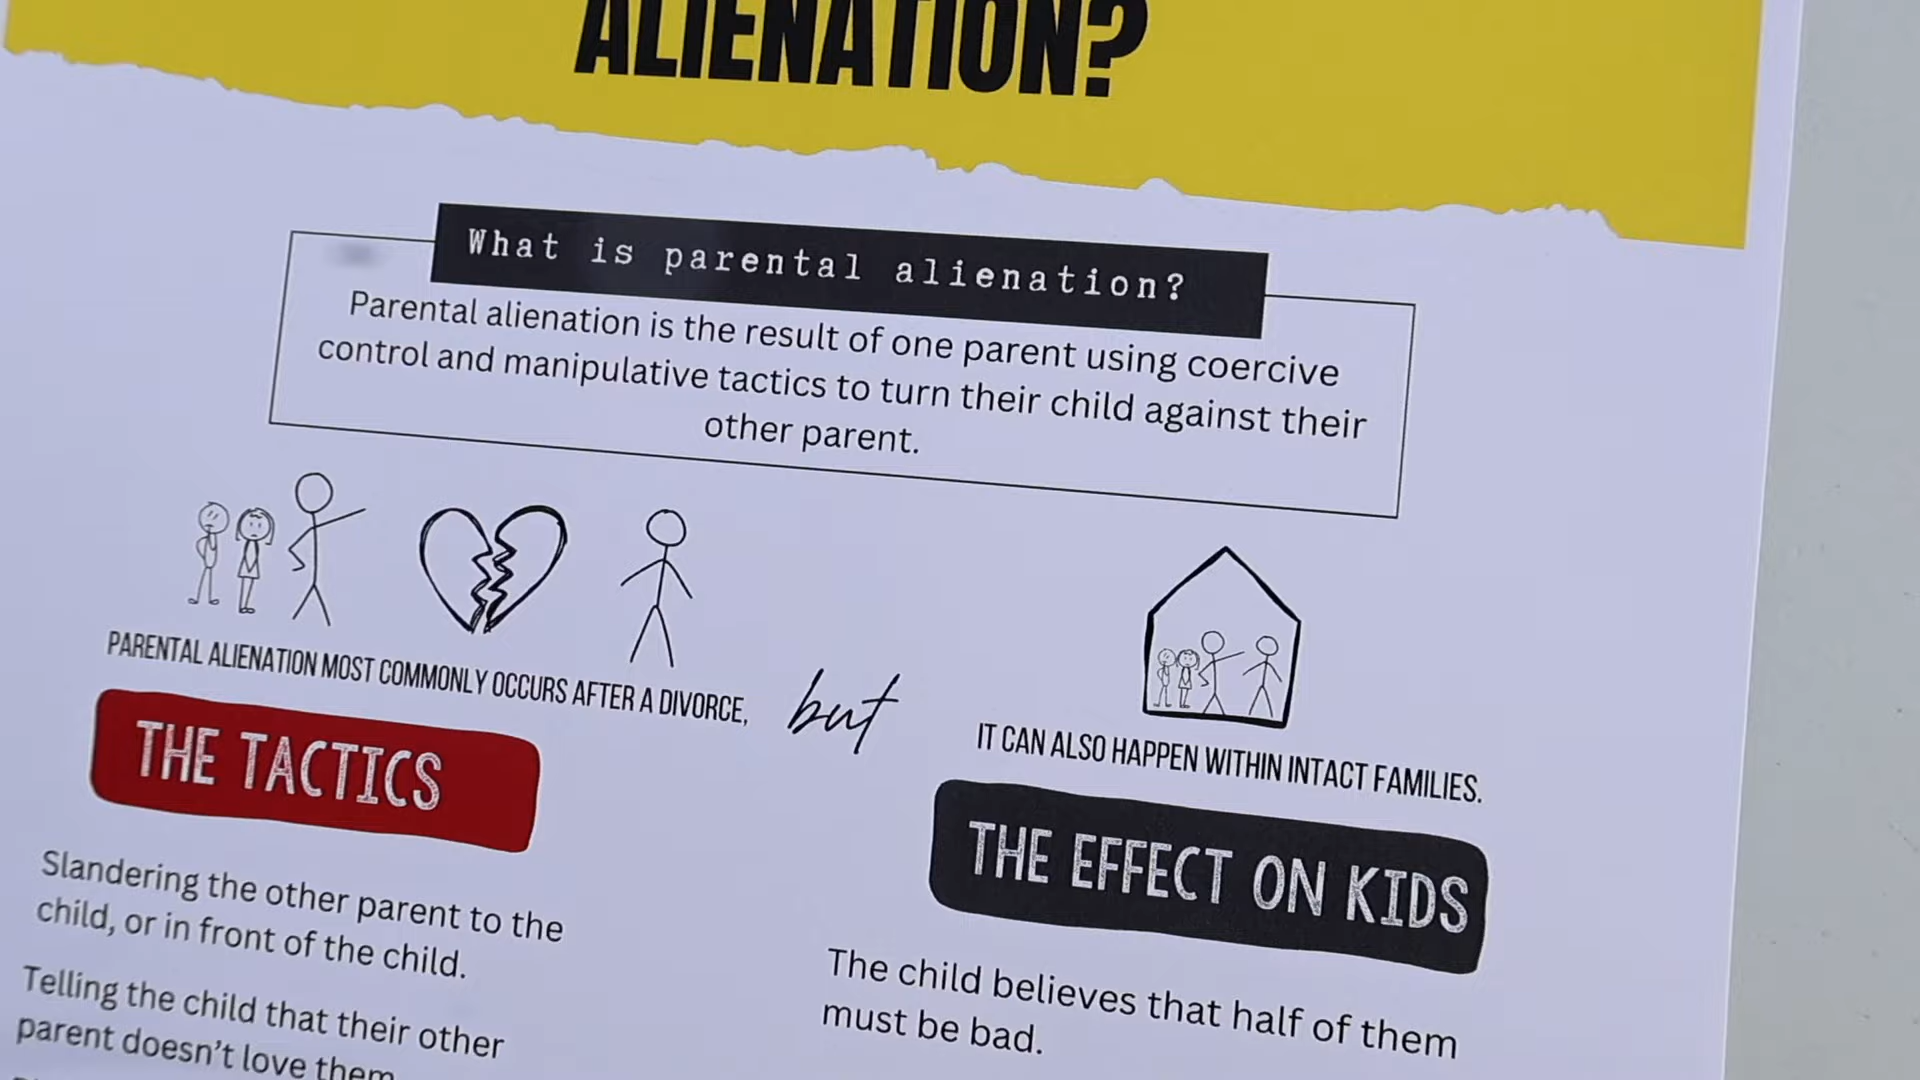 ALIENATION?
What is parental alienation?
Parental alienation is the result of one parent using coercive
control and manipulative tactics to turn their child against their
other parent.
PARENTAL ALIENATION MOST COMMONLY OCCURS AFTER A DIVORCE,
but
IT CAN ALSO HAPPEN WITHIN INTACT FAMILIES.
THE TACTICS
Slandering the other parent to the
child, or in front of the child.
Telling the child that their other
parent doesn't love them
THE EFFECT ON KIDS
The child believes that half of them
must be bad.